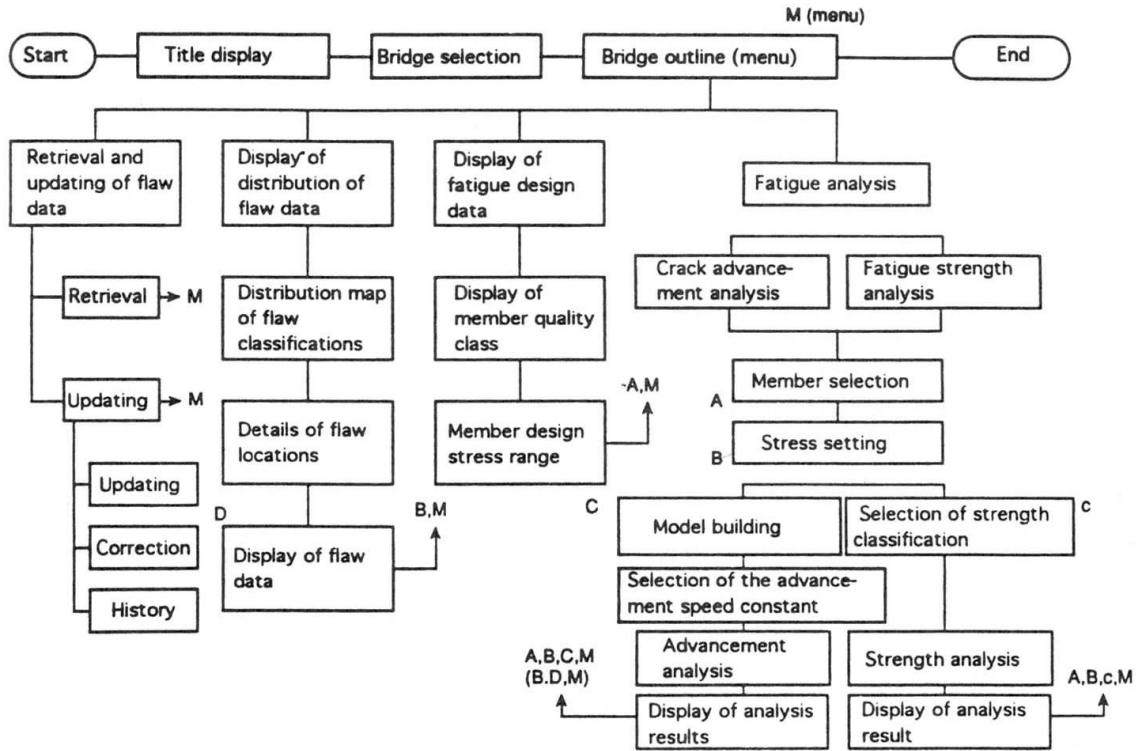 M (menu)
Start
Title display
Bridge selection
Bridge outline (menu)
End
Retrieval and
updating of flaw
data
Display of
distribution of
flaw data
Display of
fatigue design
data
Fatigue analysis
Retrieval
M
Distribution map
of flaw
classifications
Display of
member quality
class
Crack advance-
ment analysis
Fatigue strength
analysis
Updating
M
Details of flaw
locations
Member design
stress range
A,M
Member selection
A
Stress setting
B
Updating
Correction
History
D
Display of flaw
data
B,M
C
Model building
Selection of strength
classification
c
Selection of the advance-
ment speed constant
Advancement
analysis
Strength analysis
A,B,C,M
(B.D,M)
Display of analysis
results
Display of analysis
result
A,B,c,M